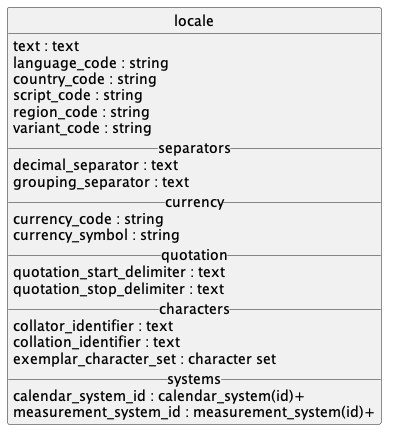 locale
text : text
language_code : string
country_code : string
script_code : string
region_code : string
variant_code : string
separators
decimal_separator : text
grouping_separator : text
currency
currency_code : string
currency_symbol : string
quotation
quotation_start_delimiter : text
quotation_stop_delimiter : text
characters
collator_identifier : text
collation_identifier : text
exemplar_character_set : character set
systems
calendar_system_id : calendar_system(id)+
measurement_system_id : measurement_system(id)+